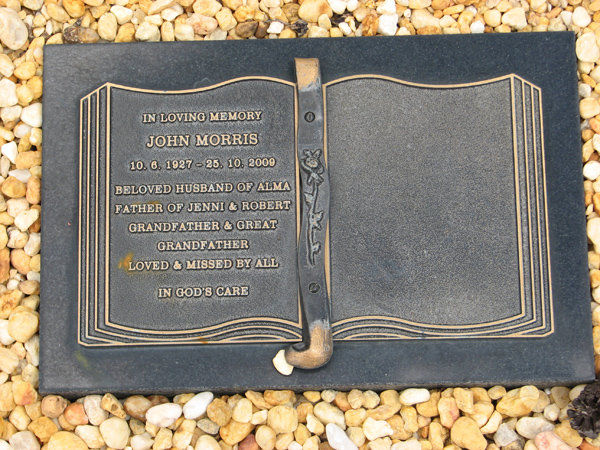 IN LOVING MEMORY
JOHN MORRIS
10. 6. 1927 - 25. 10. 2009
BELOVED HUSBAND OF ALMA
FATHER OF JENNI & ROBERT
GRANDFATHER & GREAT
GRANDFATHER
LOVED & MISSED BY ALL
IN GOD'S CARE